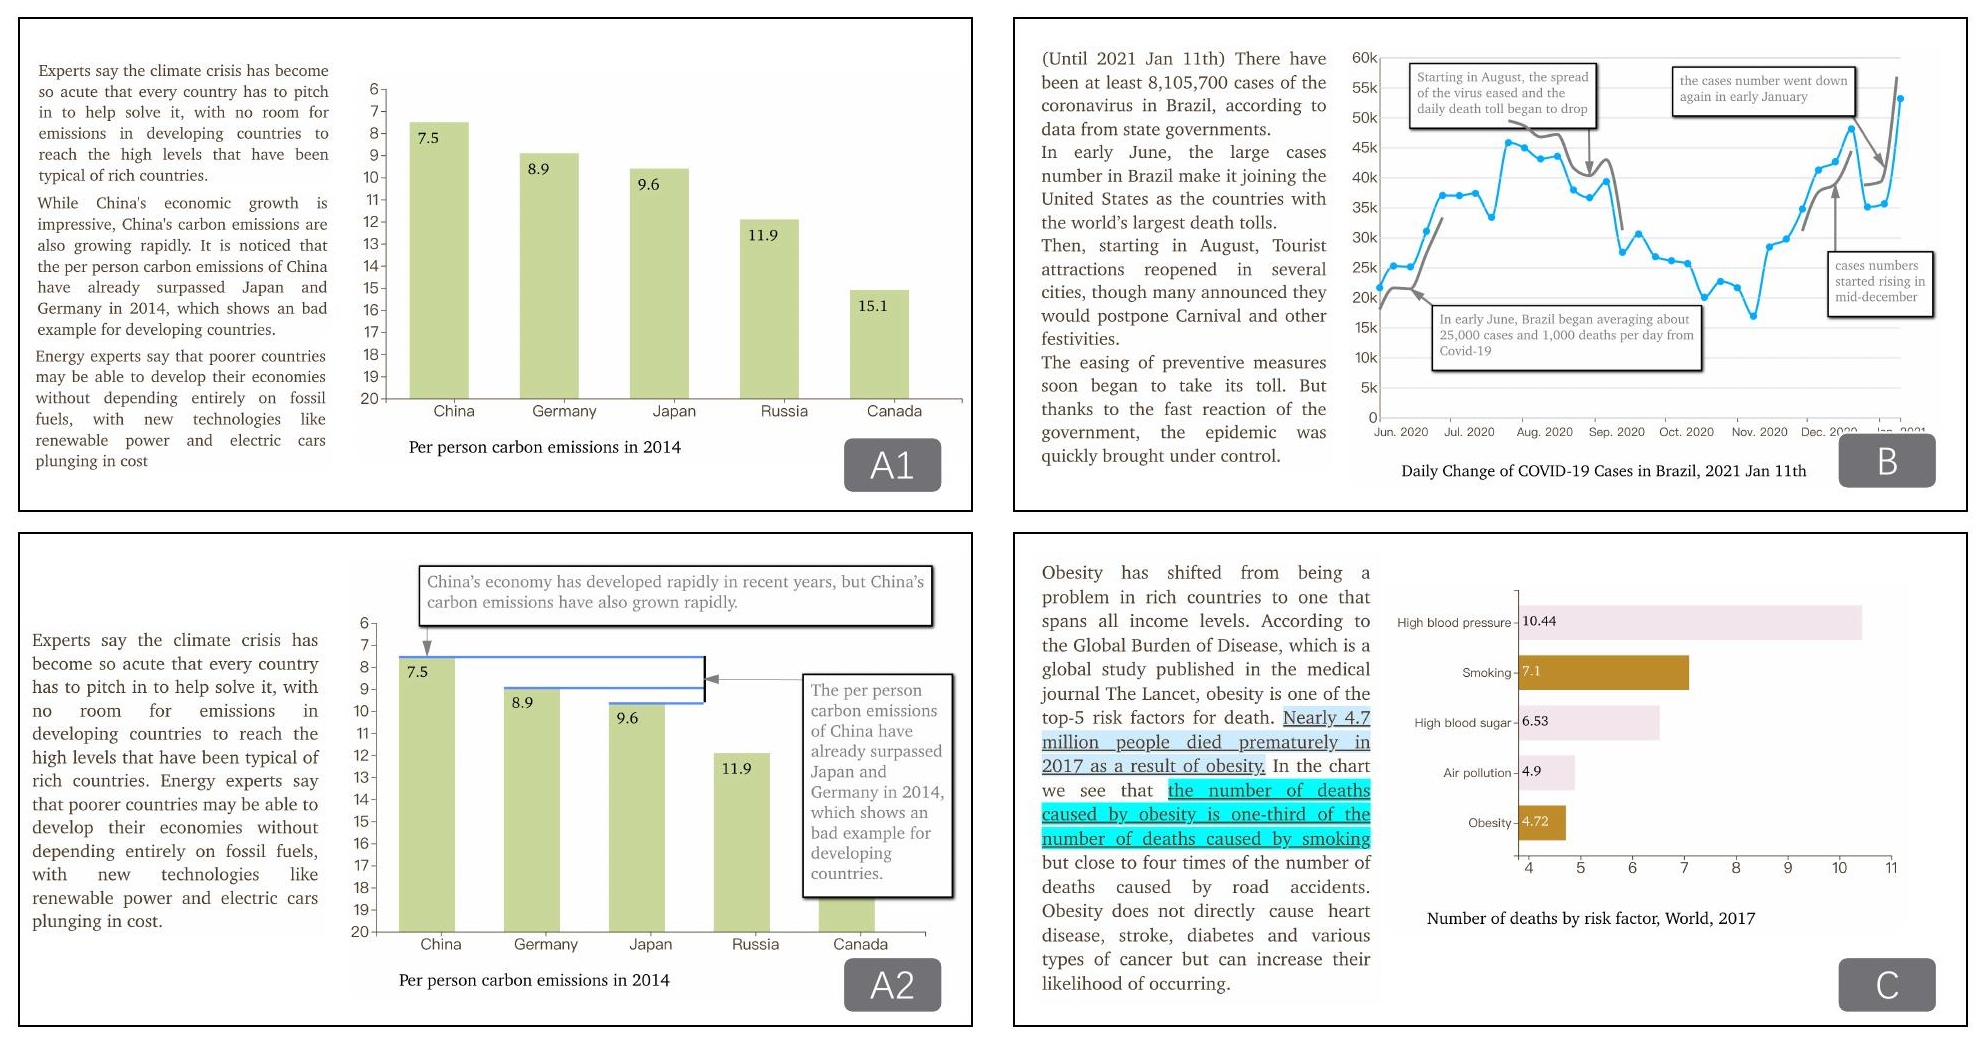 Experts say the climate crisis has become
so acute that every country has to pitch
in to help solve it, with no room for
emissions in developing countries to
reach the high levels that have been
typical of rich countries.
While China's economic growth is
impressive, China's carbon emissions are
also growing rapidly. It is noticed that
the per person carbon emissions of China
have already surpassed Japan and
Germany in 2014, which shows an bad
example for developing countries.
Energy experts say that poorer countries
may be able to develop their economies
without depending entirely on fossil
fuels, with new technologies like
renewable power and electric cars
plunging in cost
6
7
8
9
10
11
12
13
14
15
16
17
18
19
20
7.5
8.9
9.6
11.9
15.1
China Germany Japan Russia Canada
Per person carbon emissions in 2014
A1
(Until 2021 Jan 11th) There have
been at least 8,105,700 cases of the
coronavirus in Brazil, according to
data from state governments.
In early June, the large cases
number in Brazil make it joining the
United States as the countries with
the world's largest death tolls.
Then, starting in August, Tourist
attractions reopened in several
cities, though many announced they
would postpone Carnival and other
festivities.
The easing of preventive measures
soon began to take its toll. But
thanks to the fast reaction of the
government, the epidemic was
quickly brought under control.
60k
55k
50k
45k
40k
35k
30k
25k
20k
15k
10k
5k
0
Starting in August, the spread
of the virus eased and the
daily death toll began to drop
the cases number went down
again in early January
cases numbers
started rising in
mid-december
In early June, Brazil began averaging about
25,000 cases and 1,000 deaths per day from
Covid-19
Jun. 2020 Jul. 2020 Aug. 2020 Sep. 2020 Oct. 2020 Nov. 2020 Dec. 2020 Jan. 2021
Daily Change of COVID-19 Cases in Brazil, 2021 Jan 11th
B
Experts say the climate crisis has
become so acute that every country
has to pitch in to help solve it, with
no room for emissions in
developing countries to reach the
high levels that have been typical of
rich countries. Energy experts say
that poorer countries may be able to
develop their economies without
depending entirely on fossil fuels,
with new technologies like
renewable power and electric cars
plunging in cost.
China's economy has developed rapidly in recent years, but China's
carbon emissions have also grown rapidly.
6
7
8
9
10
11
12
13
14
15
16
17
18
19
20
7.5
8.9
9.6
11.9
The per person
carbon emissions
of China have
already surpassed
Japan and
Germany in 2014,
which shows an
bad example for
developing
countries.
China Germany Japan Russia Canada
Per person carbon emissions in 2014
A2
Obesity has shifted from being a
problem in rich countries to one that
spans all income levels. According to
the Global Burden of Disease, which is a
global study published in the medical
journal The Lancet, obesity is one of the
top-5 risk factors for death. Nearly 4.7
million people died prematurely in
2017 as a result of obesity. In the chart
we see that the number of deaths
caused by obesity is one-third of the
number of deaths caused by smoking
but close to four times of the number of
deaths caused by road accidents.
Obesity does not directly cause heart
disease, stroke, diabetes and various
types of cancer but can increase their
likelihood of occurring.
High blood pressure 10.44
Smoking 7.1
High blood sugar 6.53
Air pollution 4.9
Obesity 4.72
4 5 6 7 8 9 10 11
Number of deaths by risk factor, World, 2017
C